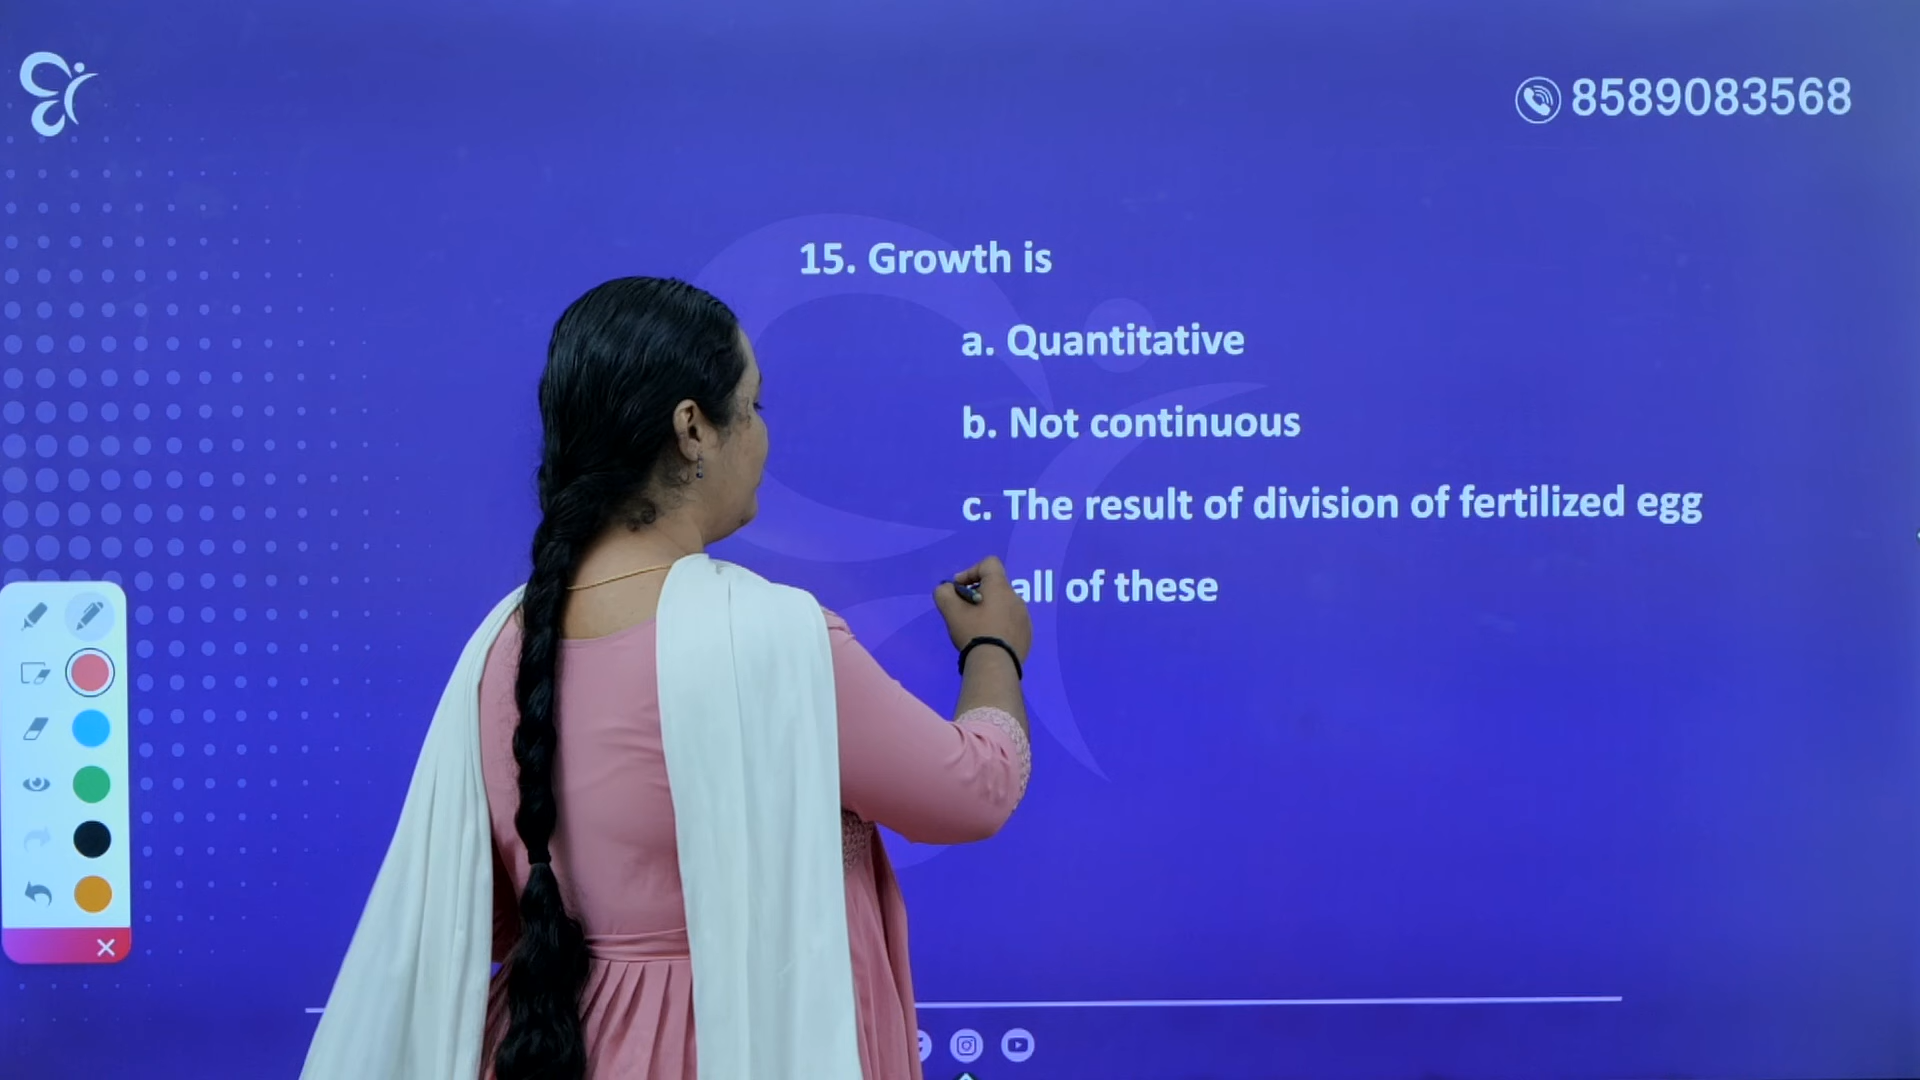 8589083568
15. Growth is
a. Quantitative
b. Not continuous
c. The result of division of fertilized egg
all of these